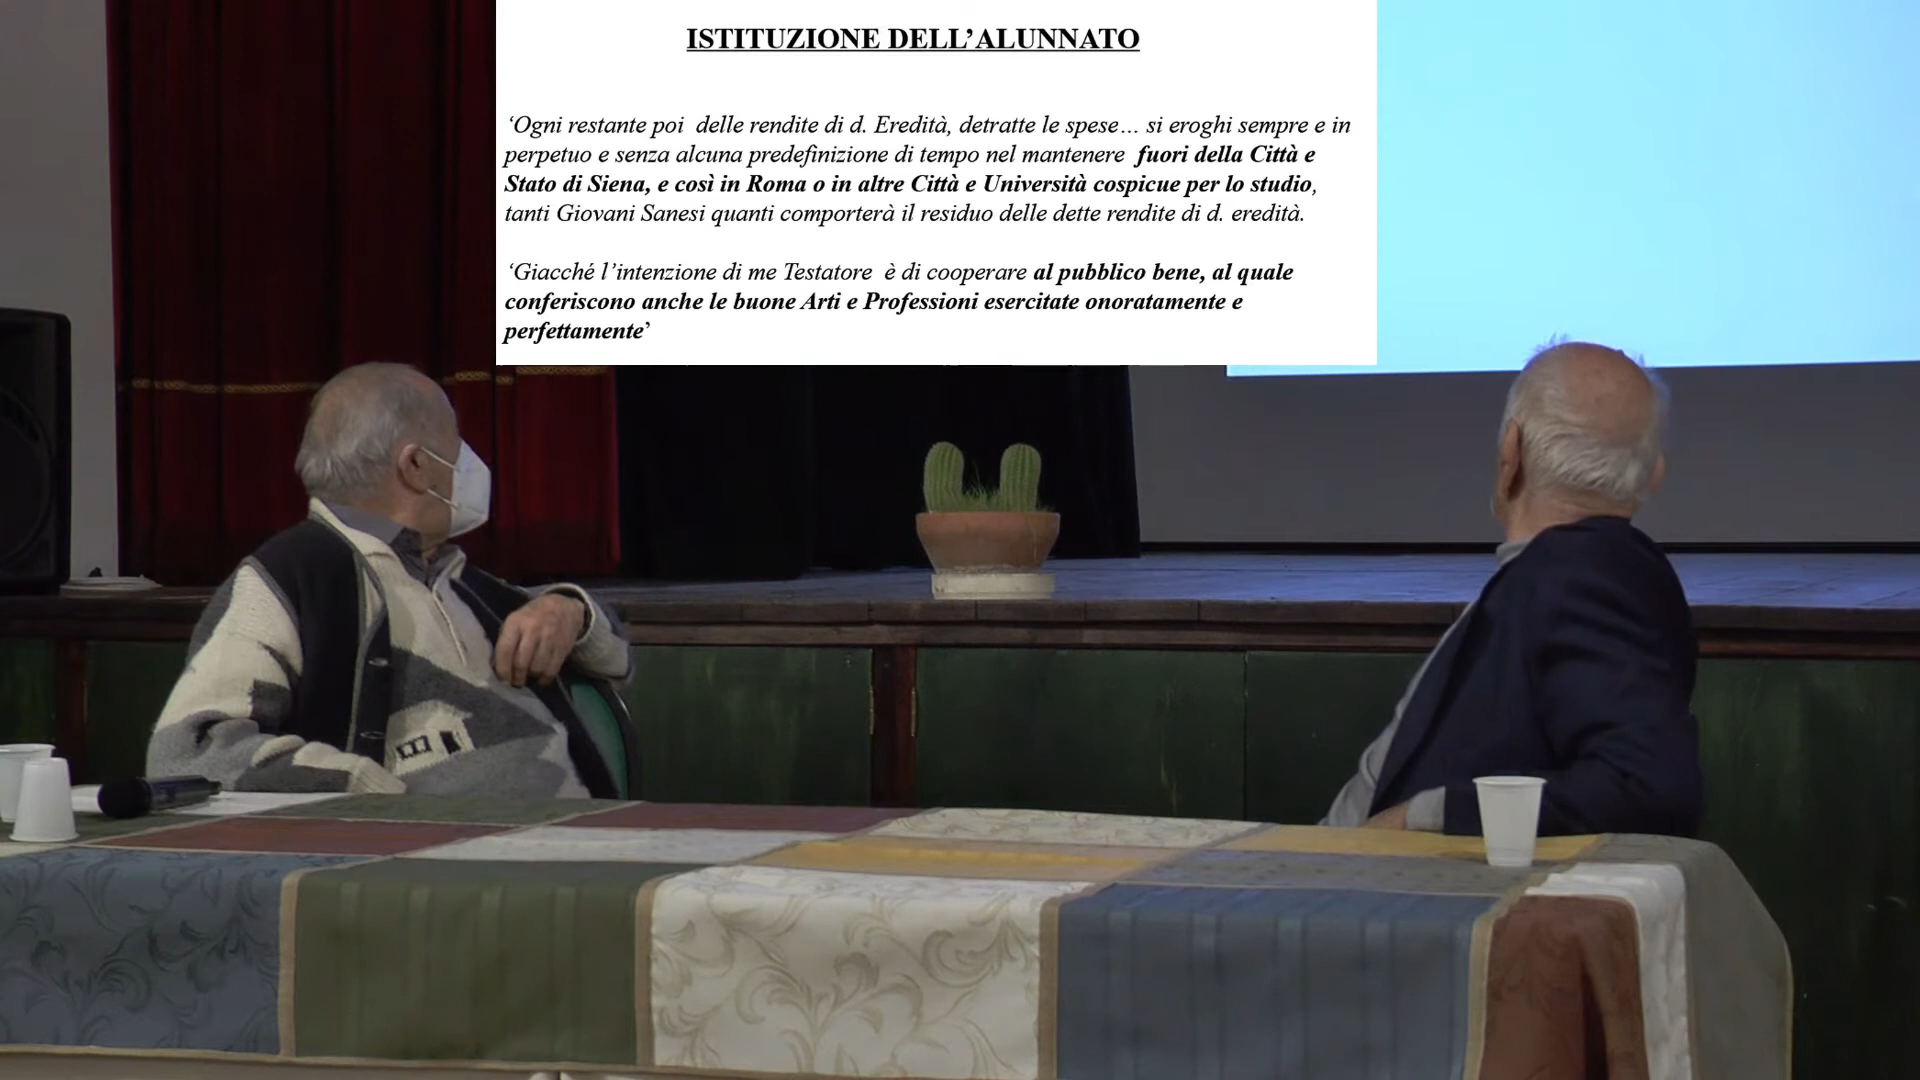 ISTITUZIONE DELL’ALUNNATO
‘Ogni restante poi  delle rendite di d. Eredità, detratte le spese… si eroghi sempre e in
perpetuo e senza alcuna predefinizione di tempo nel mantenere  fuori della Città e
Stato di Siena, e così in Roma o in altre Città e Università cospicue per lo studio,
tanti Giovani Sanesi quanti comporterà il residuo delle dette rendite di d. eredità.
‘Giacché l’intenzione di me Testatore  è di cooperare al pubblico bene, al quale
conferiscono anche le buone Arti e Professioni esercitate onoratamente e
perfettamente’